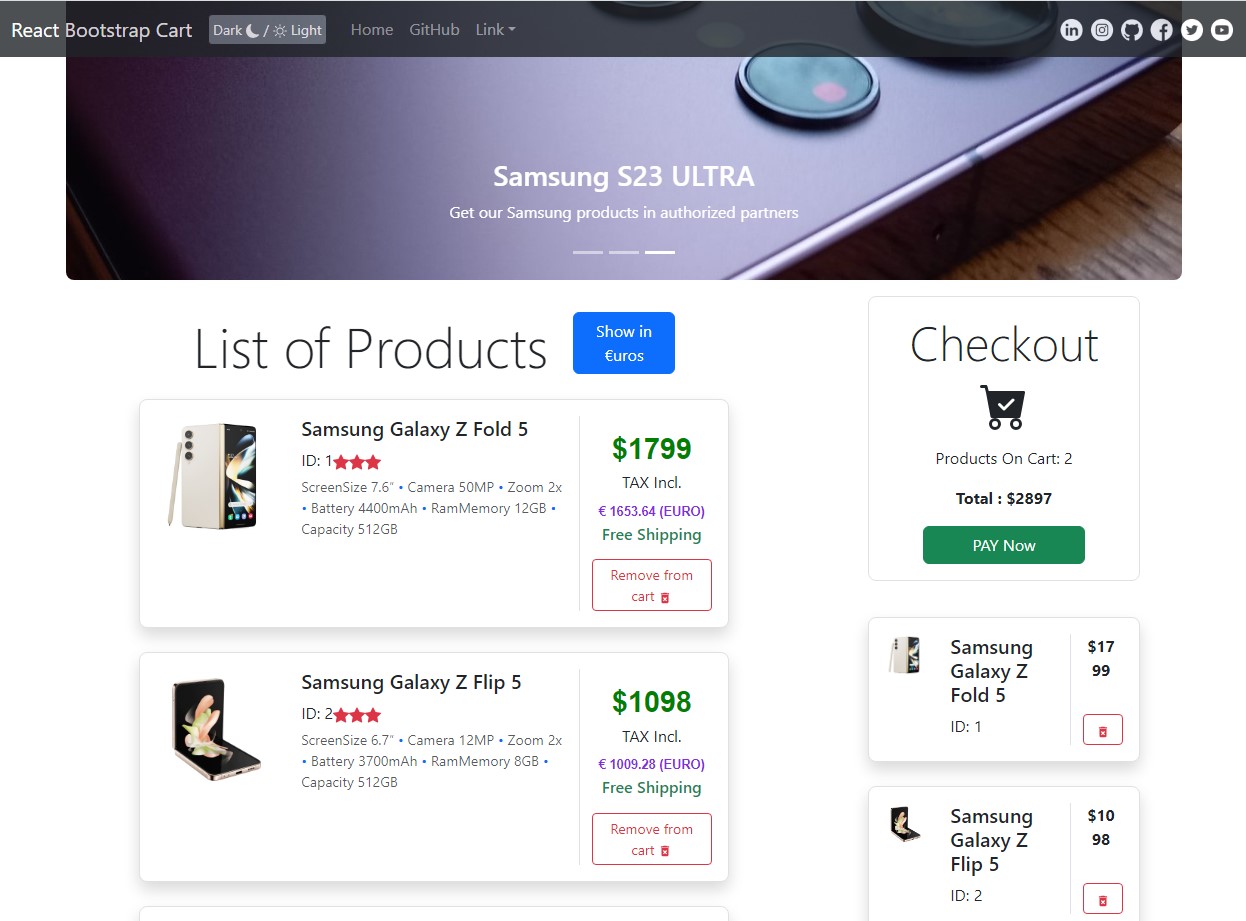 React Bootstrap Cart
Dark / Light
Home
GitHub
Link
Samsung S23 ULTRA
Get our Samsung products in authorized partners
List of Products
Show in
€uros
Samsung Galaxy Z Fold 5
ID: 1
ScreenSize 7.6” • Camera 50MP • Zoom 2x
• Battery 4400mAh • RamMemory 12GB •
Capacity 512GB
$1799
TAX Incl.
€ 1653.64 (EURO)
Free Shipping
Remove from
cart
Samsung Galaxy Z Flip 5
ID: 2
ScreenSize 6.7” • Camera 12MP • Zoom 2x
• Battery 3700mAh • RamMemory 8GB •
Capacity 512GB
$1098
TAX Incl.
€ 1009.28 (EURO)
Free Shipping
Remove from
cart
Checkout
Products On Cart: 2
Total : $2897
PAY Now
Samsung
Galaxy Z
Fold 5
ID: 1
$17
99
Samsung
Galaxy Z
Flip 5
ID: 2
$10
98